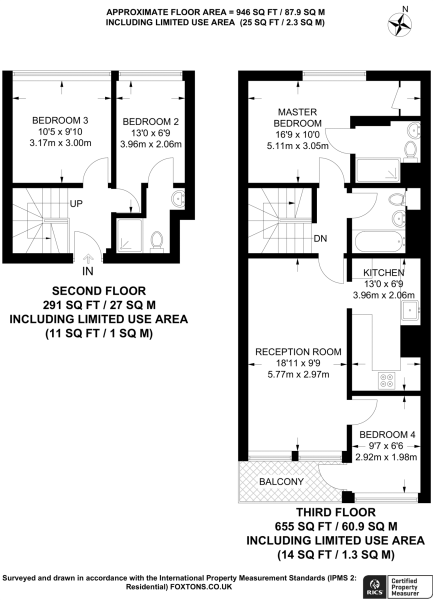 APPROXIMATE FLOOR AREA = 946 SQ FT / 87.9 SQ M
INCLUDING LIMITED USE AREA (25 SQ FT / 2.3 SQ M)
N
BEDROOM 3
10'5 x 9'10
3.17m x 3.00m
BEDROOM 2
13'0 x 6'9
3.96m x 2.06m
UP
IN
SECOND FLOOR
291 SQ FT / 27 SQ M
INCLUDING LIMITED USE AREA
(11 SQ FT / 1 SQ M)
MASTER
BEDROOM
16'9 x 10'0
5.11m x 3.05m
DN
KITCHEN
13'0 x 6'9
3.96m x 2.06m
RECEPTION ROOM
18'11 x 9'9
5.77m x 2.97m
BEDROOM 4
9'7 x 6'6
2.92m x 1.98m
BALCONY
THIRD FLOOR
655 SQ FT / 60.9 SQ M
INCLUDING LIMITED USE AREA
(14 SQ FT / 1.3 SQ M)
Surveyed and drawn in accordance with the International Property Measurement Standards (IPMS 2:
Residential) FOXTONS.CO.UK
RICS
Certified
Property
Measurer